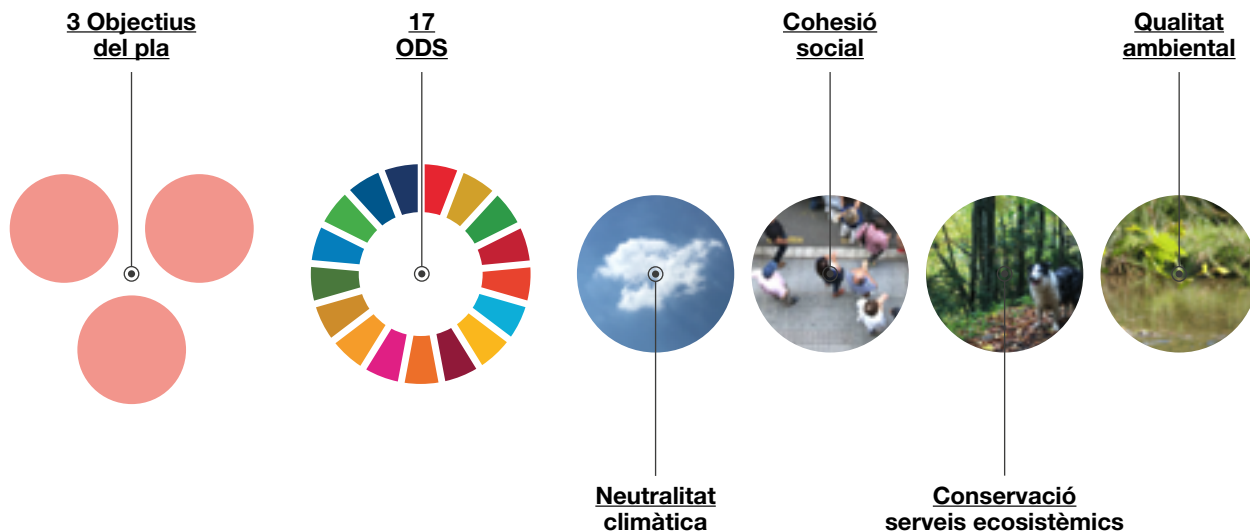 3 Objectius
del pla
17
ODS
Cohesió
social
Qualitat
ambiental
Neutralitat
climàtica
Conservació
serveis ecosistèmics